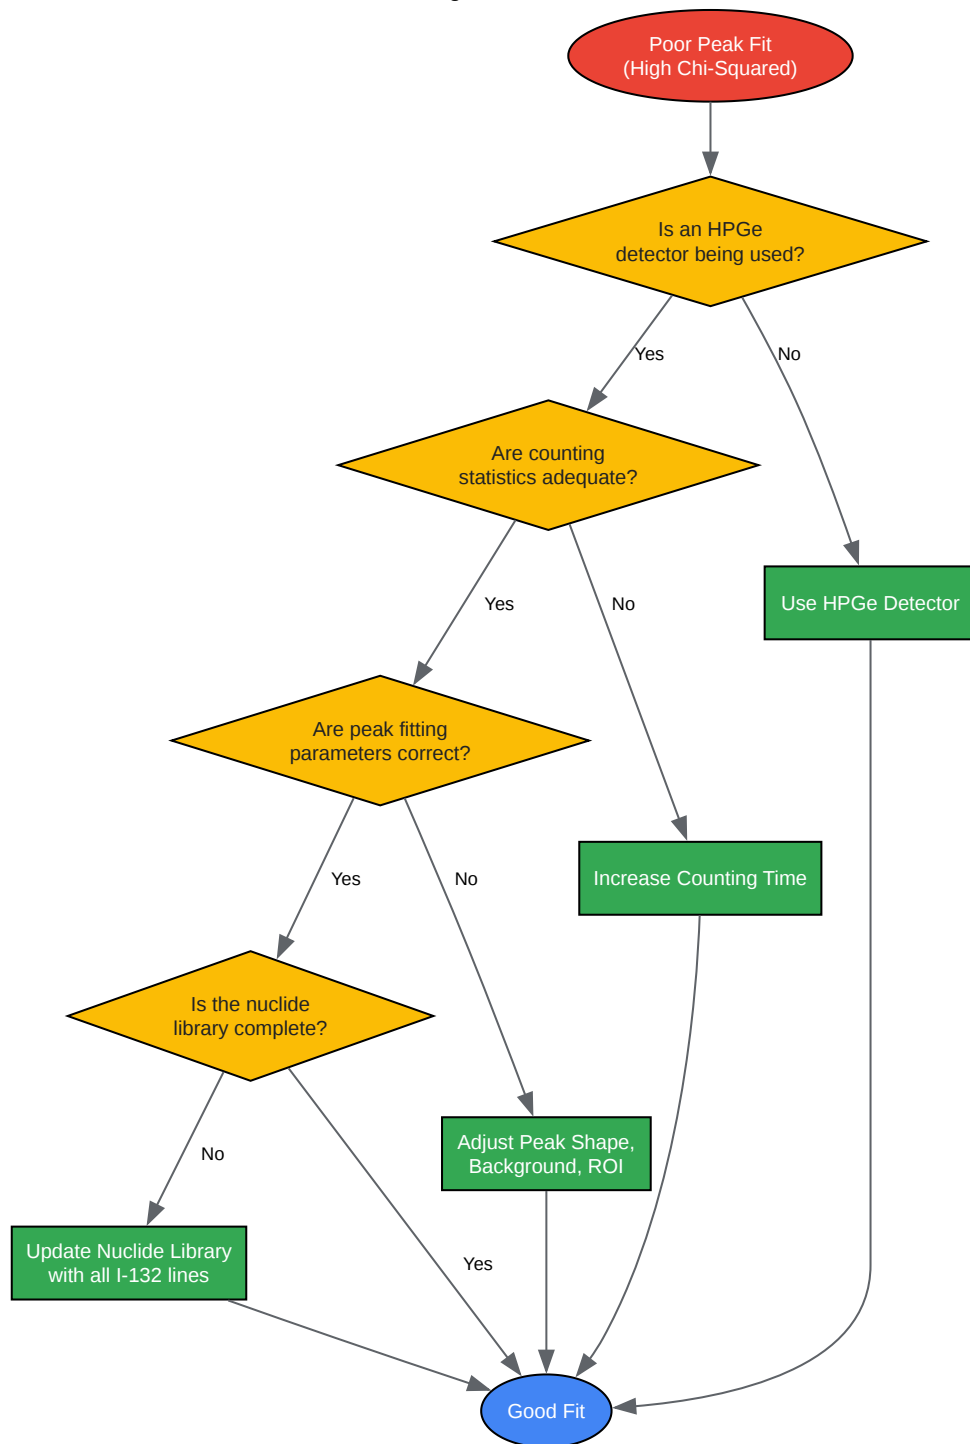 Poor Peak Fit
(High Chi-Squared)
Is an HPGe
detector being used?
Yes
No
Are counting
statistics adequate?
Yes
No
Use HPGe Detector
Are peak fitting
parameters correct?
Yes
No
Increase Counting Time
Is the nuclide
library complete?
No
Yes
Adjust Peak Shape,
Background, ROI
Update Nuclide Library
with all I-132 lines
Good Fit